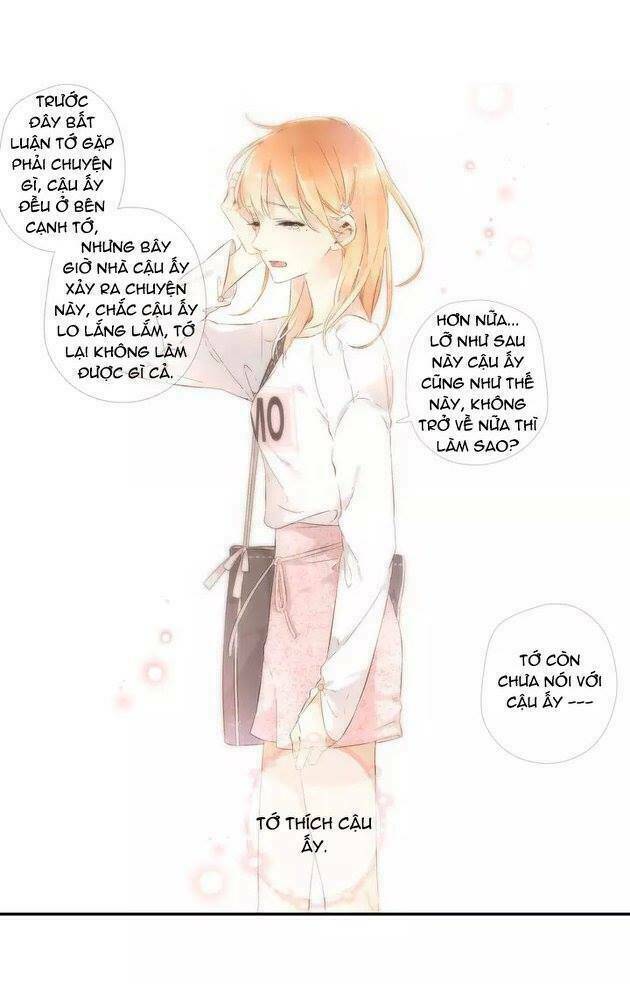 TRƯỚC
ĐÂY BẤT
LUẬN TỚ GẶP
PHẢI CHUYỆN
GÌ, CẬU ẤY
ĐỀU Ở BÊN
CẠNH TỚ,
NHƯNG BÂY
GIỜ NHÀ CẬU ẤY
XẢY RA CHUYỆN
NÀY, CHẮC CẬU ẤY
LO LẮNG LẮM, TỚ
LẠI KHÔNG LÀM
ĐƯỢC GÌ CẢ.
HƠN NỮA...
LỠ NHƯ SAU
NÀY CẬU ẤY
CŨNG NHƯ THẾ
NÀY, KHÔNG
TRỞ VỀ NỮA THÌ
LÀM SAO?
MO
TỚ CÒN
CHƯA NÓI VỚI
CẬU ẤY ---
TỚ THÍCH CẬU
ẤY.